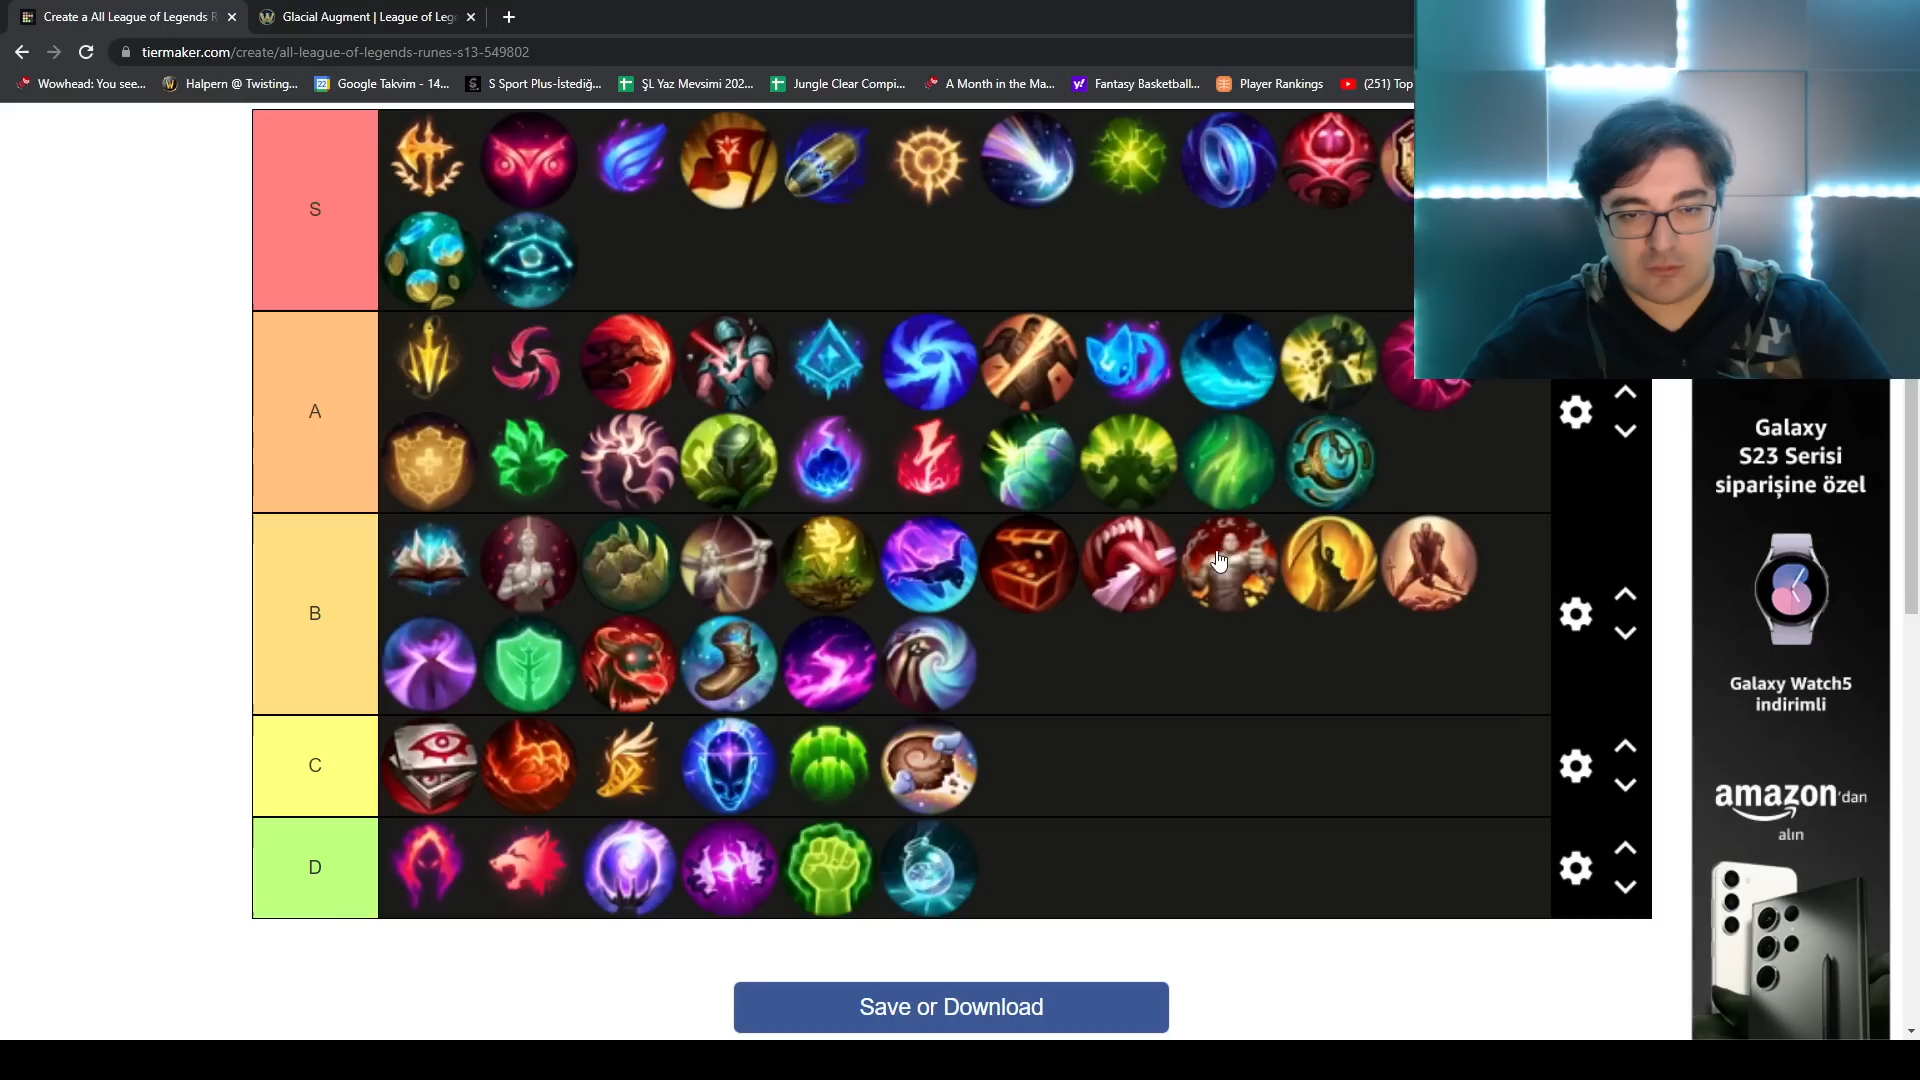 Create a All League of Legends R
Glacial Augment | League of Leg
tiermaker.com/create/all-league-of-legends-runes-s13-549802
Wowhead: You see...
Halpern @ Twisting...
Google Takvim - 14...
S Sport Plus-İstediğ...
ŞL Yaz Mevsimi 202...
Jungle Clear Compi...
A Month in the Ma...
Fantasy Basketball...
Player Rankings
(251) Top
S
A
B
C
D
Galaxy
S23 Serisi
siparişine özel
Galaxy Watch5
indirimli
amazon'dan
alın
Save or Download